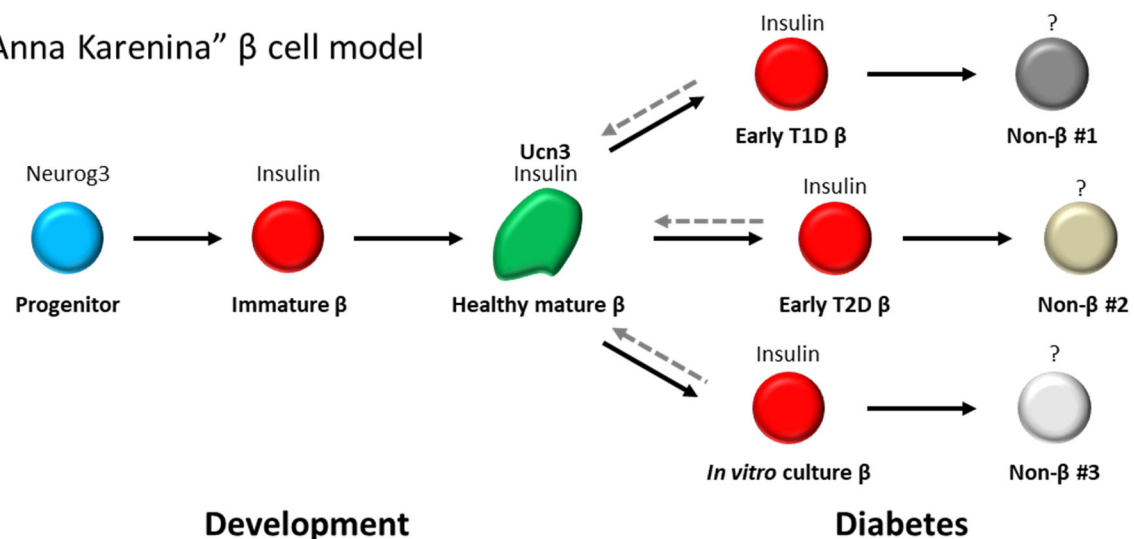 Anna Karenina” β cell model
Insulin
?
Early T1D β
Non-β #1
Neurog3
Insulin
Ucn3
Insulin
Insulin
?
Progenitor
Immature β
Healthy mature β
Early T2D β
Non-β #2
Insulin
?
In vitro culture β
Non-β #3
Development
Diabetes